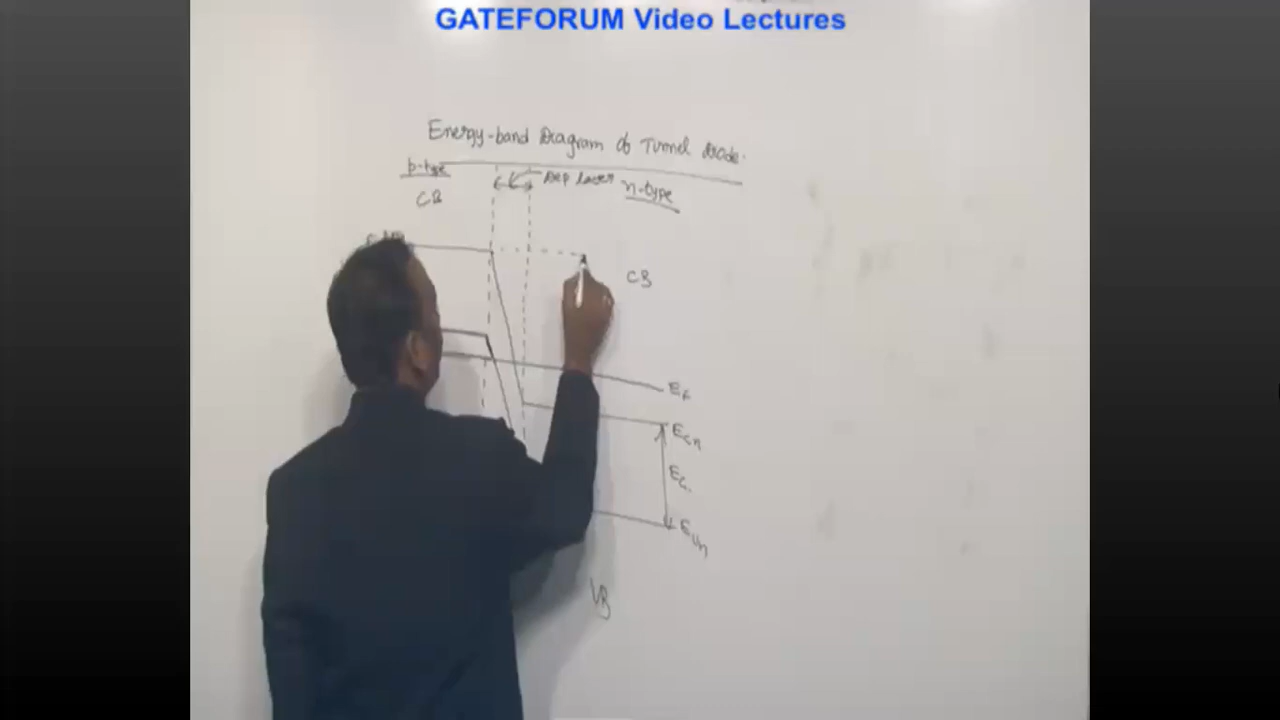 GATEFORUM Video Lectures
Energy-band Diagram of Tunnel Diode.
p-type
Dep layer
n-type
CB
CB
Ef
Ecn
EG
Evn
VB